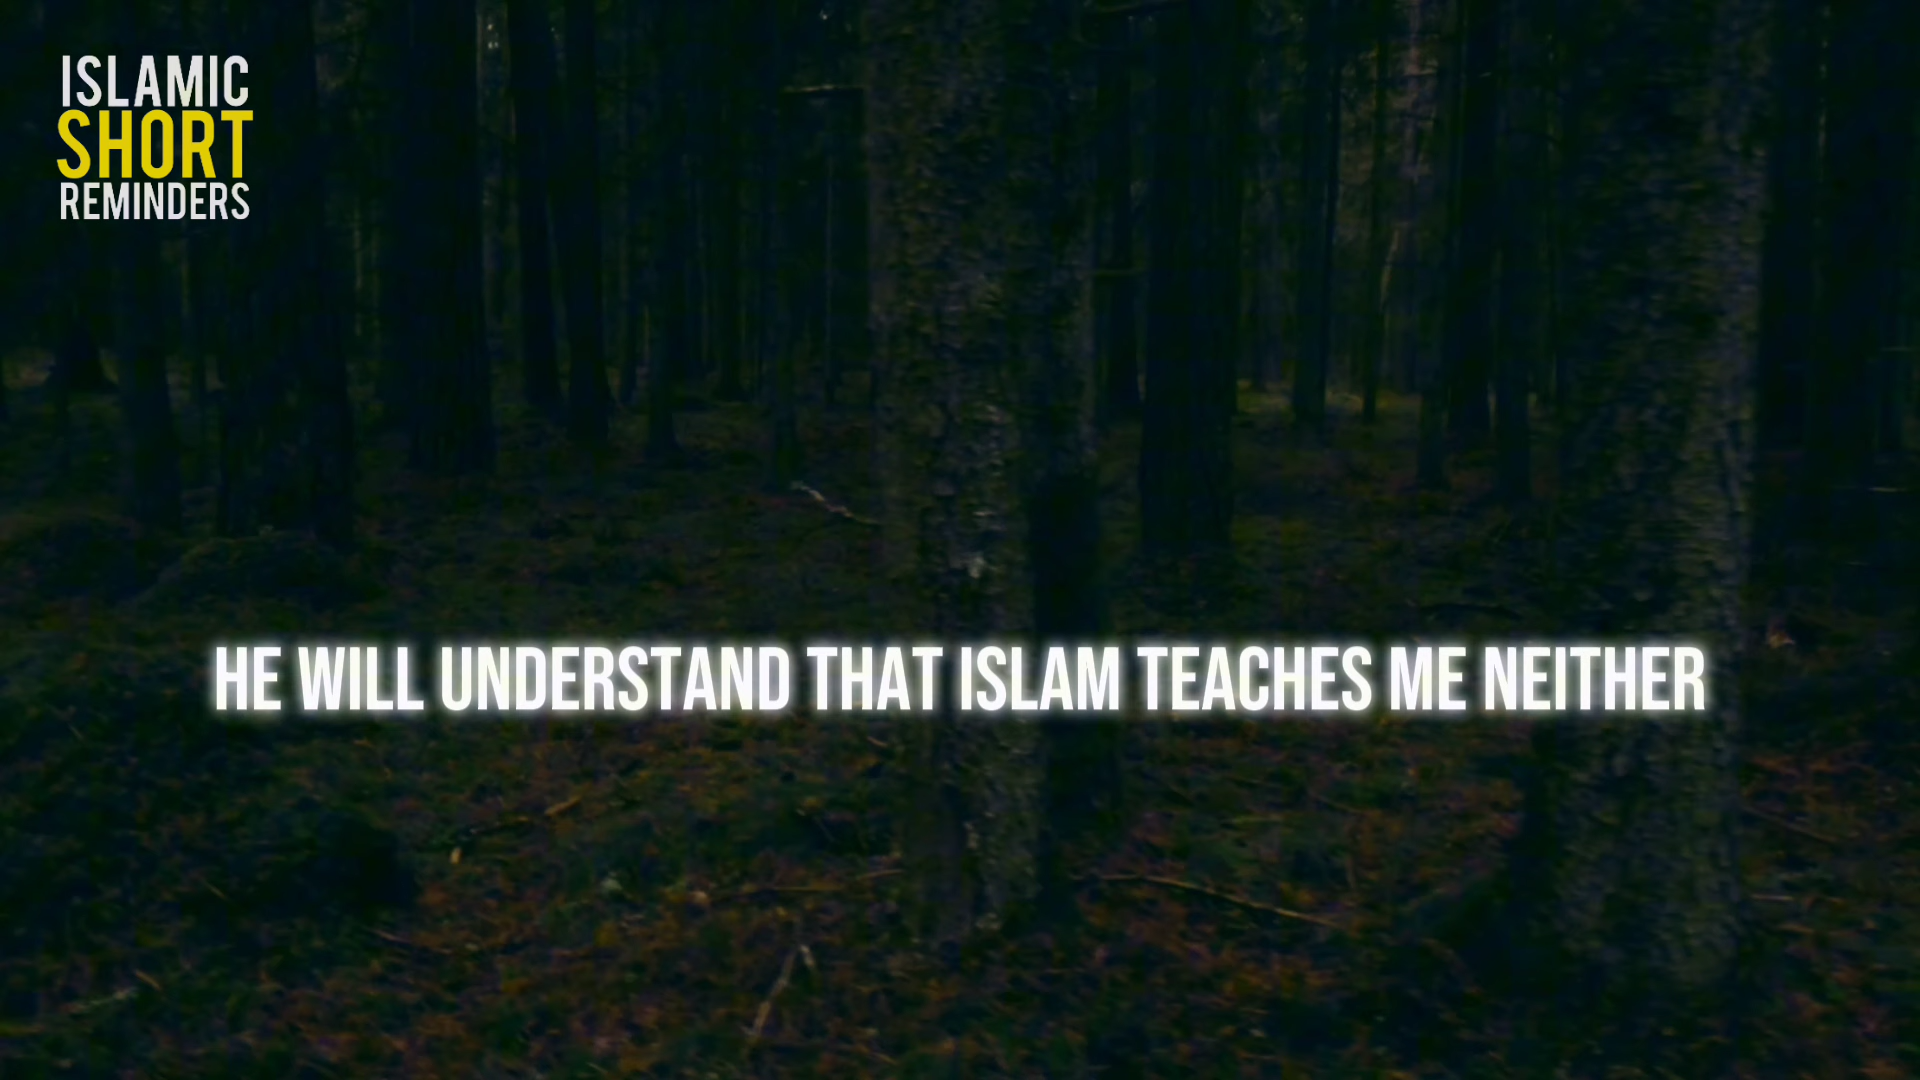 ISLAMIC
SHORT
REMINDERS
HE WILL UNDERSTAND THAT ISLAM TEACHES ME NEITHER